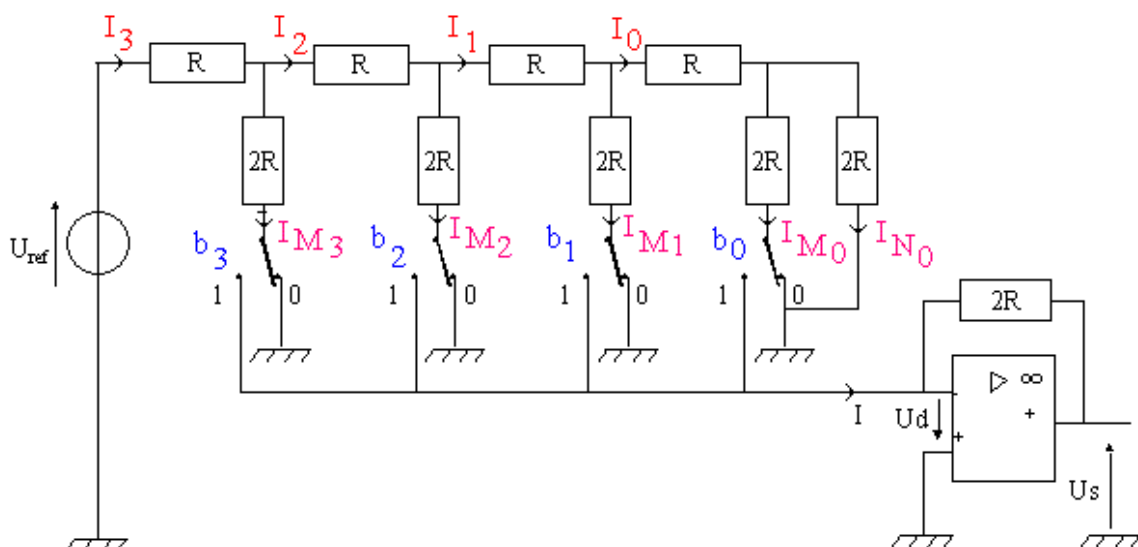 I3 I2 I1 I0
R R R R
2R 2R 2R 2R 2R
Uref
b3 IM3 b2 IM2 b1 IM1 b0 IM0 IN0
1 0 1 0 1 0 1 0
2R
▷ ∞
I Ud - +
+
Us